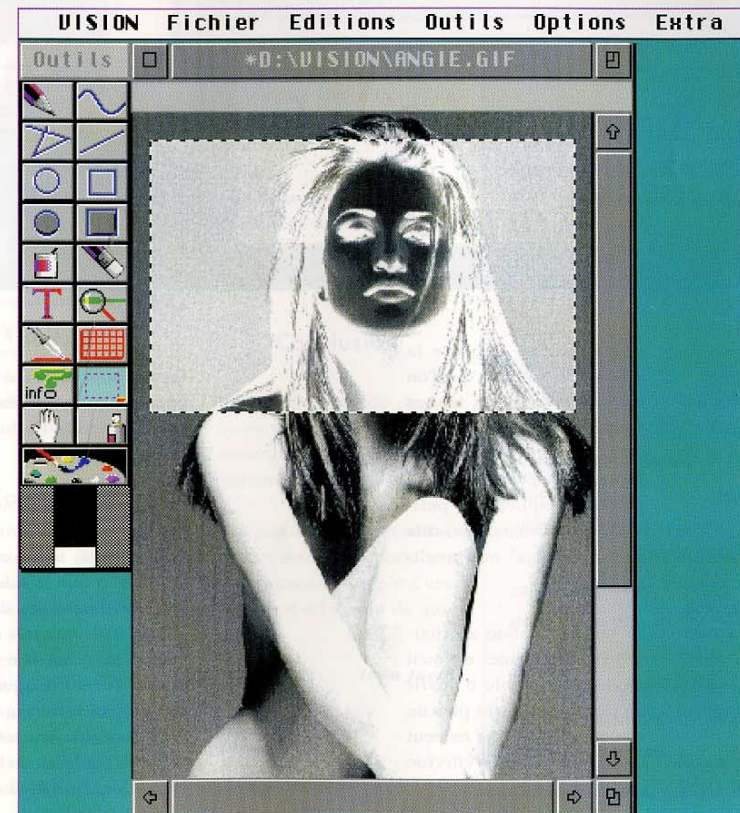 VISION Fichier Editions Outils Options Extra
Outils
*D:\VISION\ANGIE.GIF
T
info